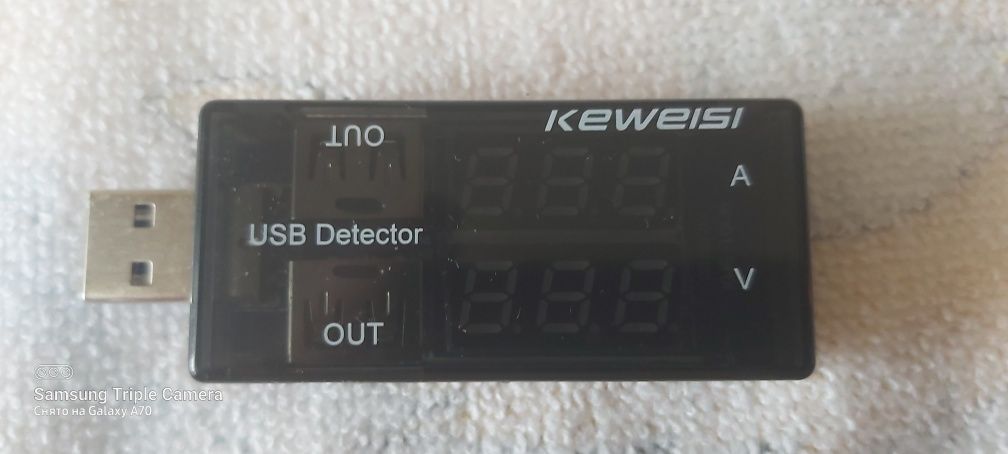 KEWEISI
OUT
A
USB Detector
V
OUT
Samsung Triple Camera
Снято на Galaxy A70